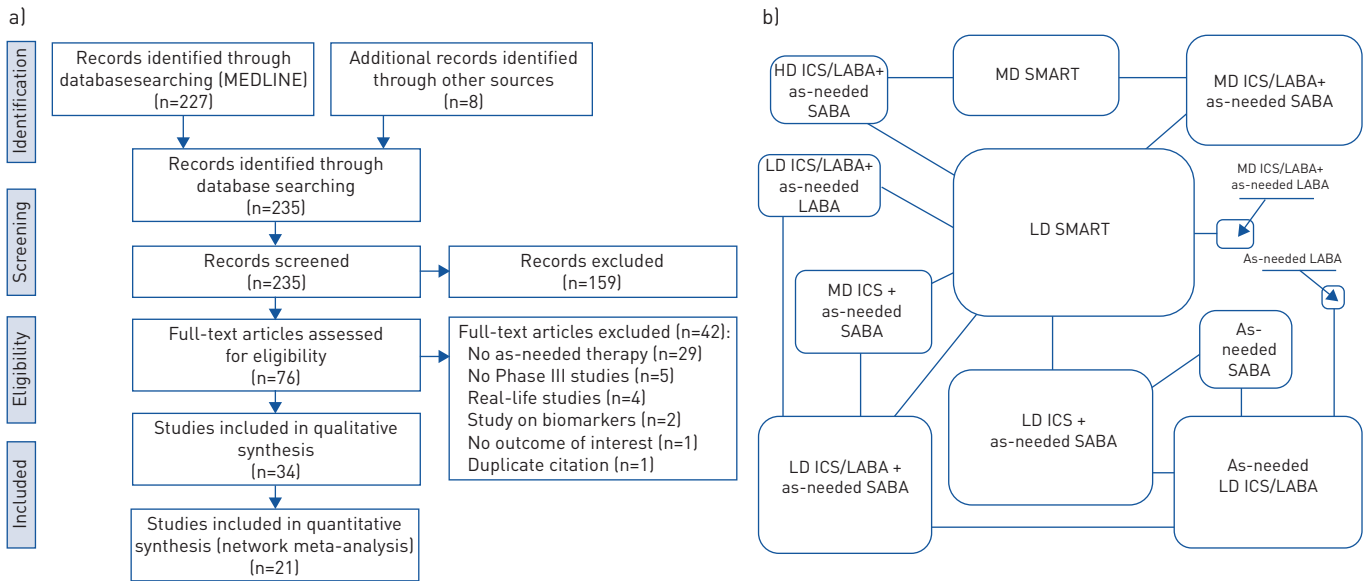 a)
Identification
Records identified through
databasesearching (MEDLINE)
(n=227)
Additional records identified
through other sources
(n=8)
Records identified through
database searching
(n=235)
Screening
Records screened
(n=235)
Records excluded
(n=159)
Eligibility
Full-text articles assessed
for eligibility
(n=76)
Full-text articles excluded (n=42):
No as-needed therapy (n=29)
No Phase III studies (n=5)
Real-life studies (n=4)
Study on biomarkers (n=2)
No outcome of interest (n=1)
Duplicate citation (n=1)
Included
Studies included in qualitative
synthesis
(n=34)
Studies included in quantitative
synthesis (network meta-analysis)
(n=21)
b)
HD ICS/LABA+
as-needed
SABA
MD SMART
MD ICS/LABA+
as-needed SABA
LD ICS/LABA+
as-needed
LABA
LD SMART
MD ICS/LABA+
as-needed LABA
As-needed LABA
MD ICS +
as-needed
SABA
As-
needed
SABA
LD ICS +
as-needed SABA
LD ICS/LABA +
as-needed SABA
As-needed
LD ICS/LABA